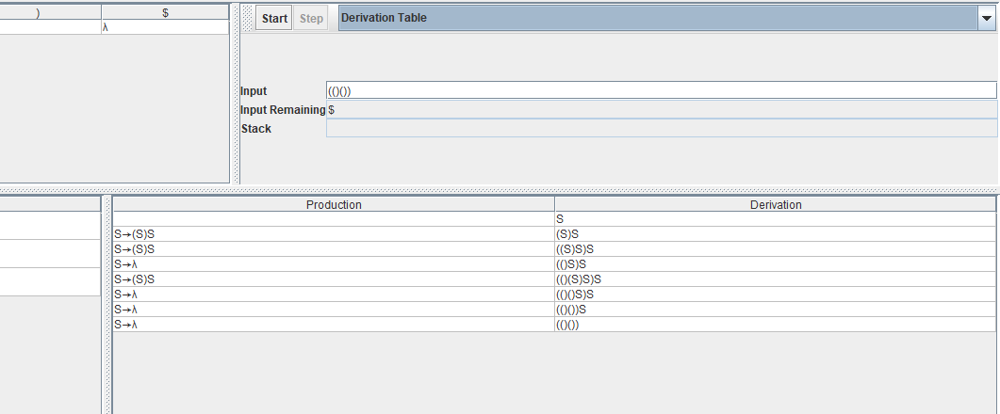 ) $
λ
Start Step Derivation Table
Input (()())
Input Remaining $
Stack
Production Derivation
S
S→(S)S (S)S
S→(S)S ((S)S)S
S→λ (()S)S
S→(S)S (()(S)S)S
S→λ (()()S)S
S→λ (()())S
S→λ (()())